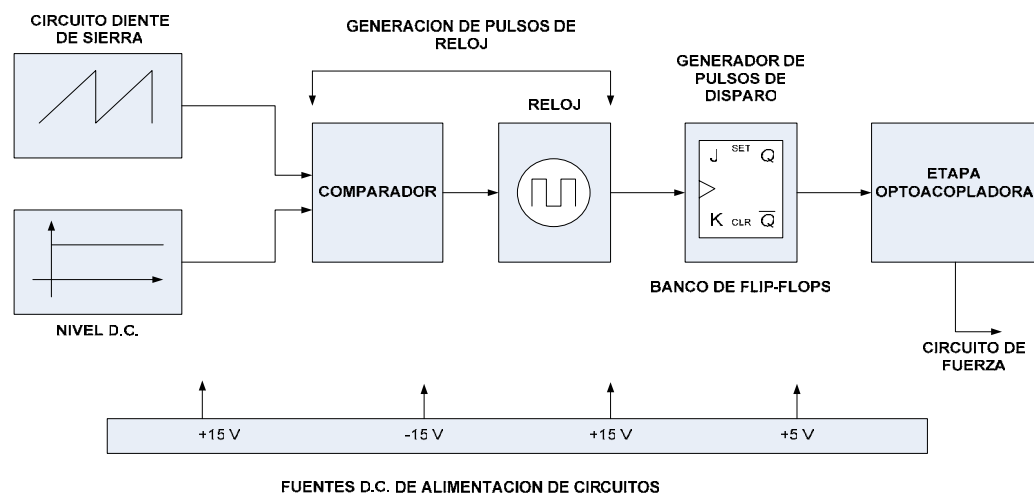 CIRCUITO DIENTE
DE SIERRA
GENERACION DE PULSOS DE
RELOJ
GENERADOR DE
PULSOS DE
DISPARO
RELOJ
COMPARADOR
J SET Q
K CLR Q̅
ETAPA
OPTOACOPLADORA
BANCO DE FLIP-FLOPS
NIVEL D.C.
CIRCUITO DE
FUERZA
+15 V -15 V +15 V +5 V
FUENTES D.C. DE ALIMENTACION DE CIRCUITOS